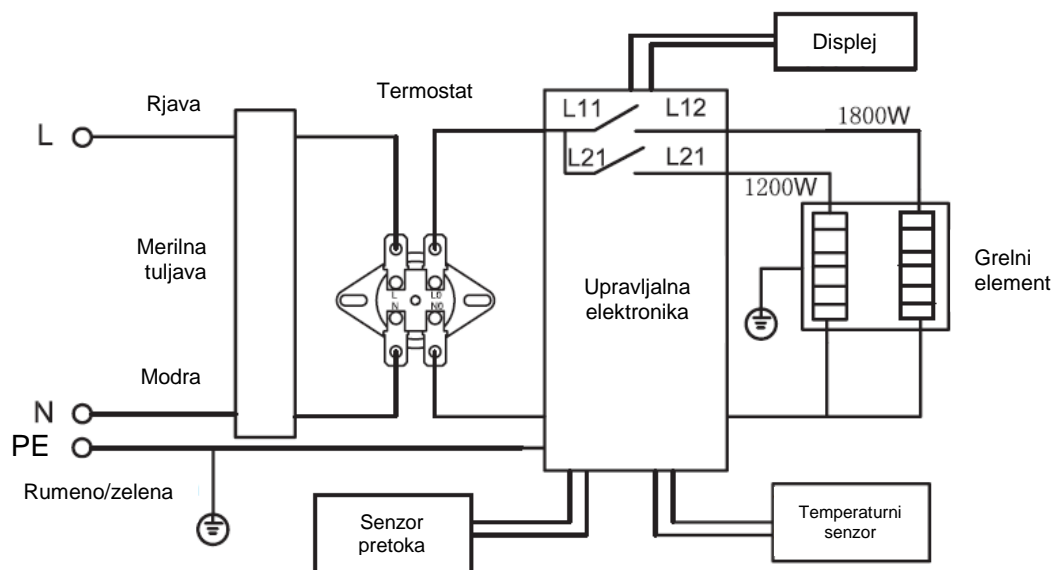 Displej
Rjava
Termostat
L
L11
L12
1800W
L21
L21
1200W
Merilna
tuljava
L
L0
N
N0
Upravljalna
elektronika
Grelni
element
Modra
N
PE
Rumeno/zelena
Senzor
pretoka
Temperaturni
senzor